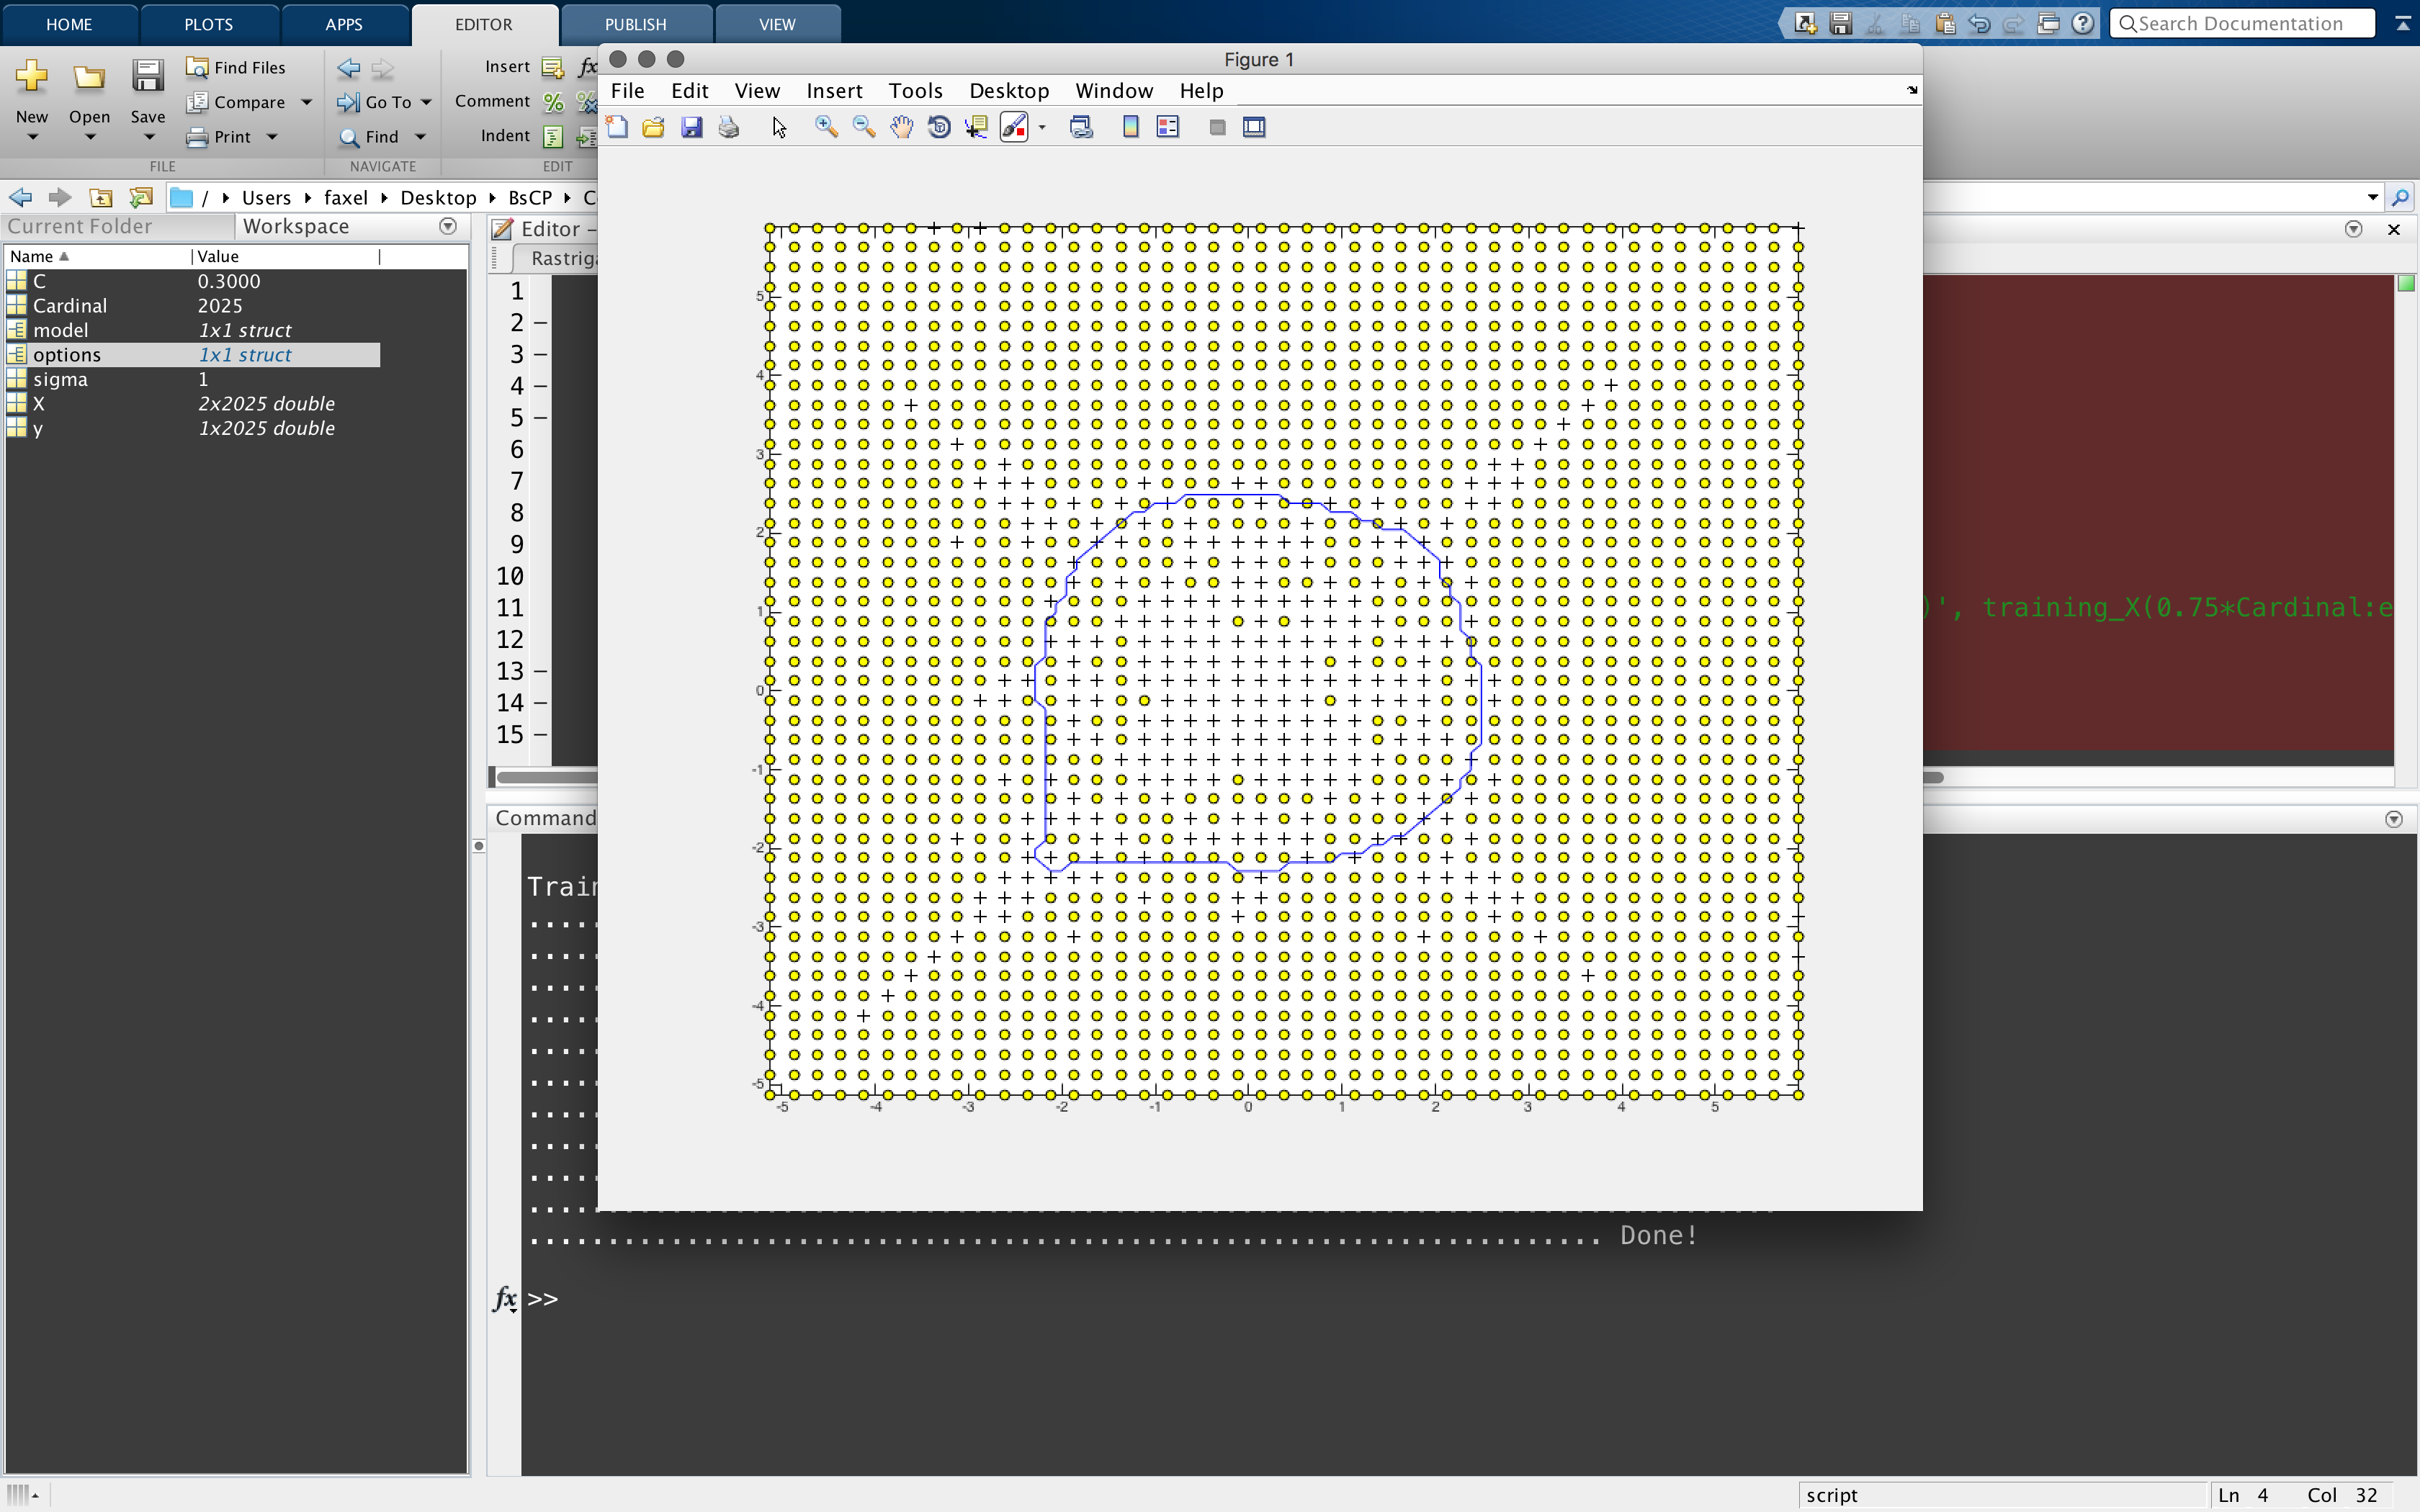 HOME PLOTS APPS EDITOR PUBLISH VIEW
Search Documentation
Figure 1
File Edit View Insert Tools Desktop Window Help
New Open Save
Find Files
Compare
Print
Go To
Find
Insert fx
Comment %
Indent
FILE NAVIGATE EDIT
/ Users faxel Desktop BsCP
Current Folder Workspace
Name Value
C 0.3000
Cardinal 2025
model 1x1 struct
options 1x1 struct
sigma 1
X 2x2025 double
y 1x2025 double
Editor –
1
2 –
3 –
4 –
5 –
6
7
8
9
10
11
12
13 –
14 –
15 –
)', training_X(0.75*Cardinal:e
5
4
3
2
1
0
-1
-2
-3
-4
-5
-5 -4 -3 -2 -1 0 1 2 3 4 5
Command
............ Done!
fx >>
script
Ln 4 Col 32